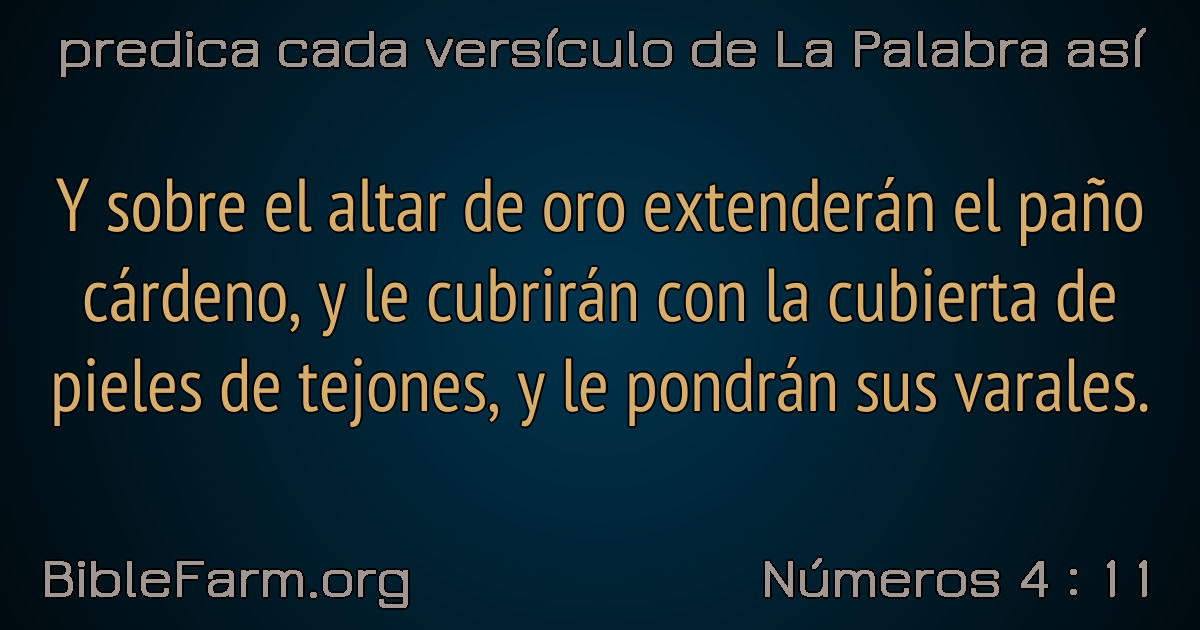 predica cada versículo de La Palabra así
Y sobre el altar de oro extenderán el paño
cárdeno, y le cubrirán con la cubierta de
pieles de tejones, y le pondrán sus varales.
BibleFarm.org
Números 4 : 11